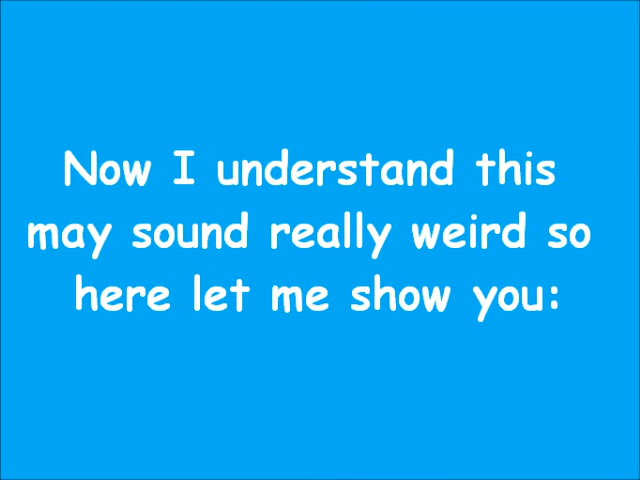 Now I understand this
may sound really weird so
here let me show you: